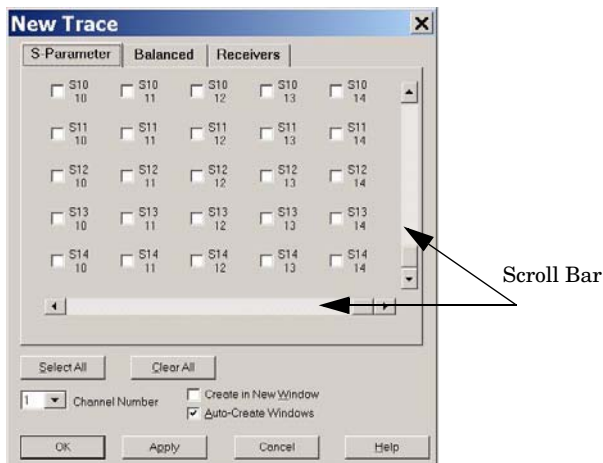 New Trace
S-Parameter Balanced Receivers
S10 S10 S10 S10 S10
10 11 12 13 14
S11 S11 S11 S11 S11
10 11 12 13 14
S12 S12 S12 S12 S12
10 11 12 13 14
S13 S13 S13 S13 S13
10 11 12 13 14
S14 S14 S14 S14 S14
10 11 12 13 14
Scroll Bar
Select All Clear All
1 Channel Number
Create in New Window
Auto-Create Windows
OK Apply Cancel Help